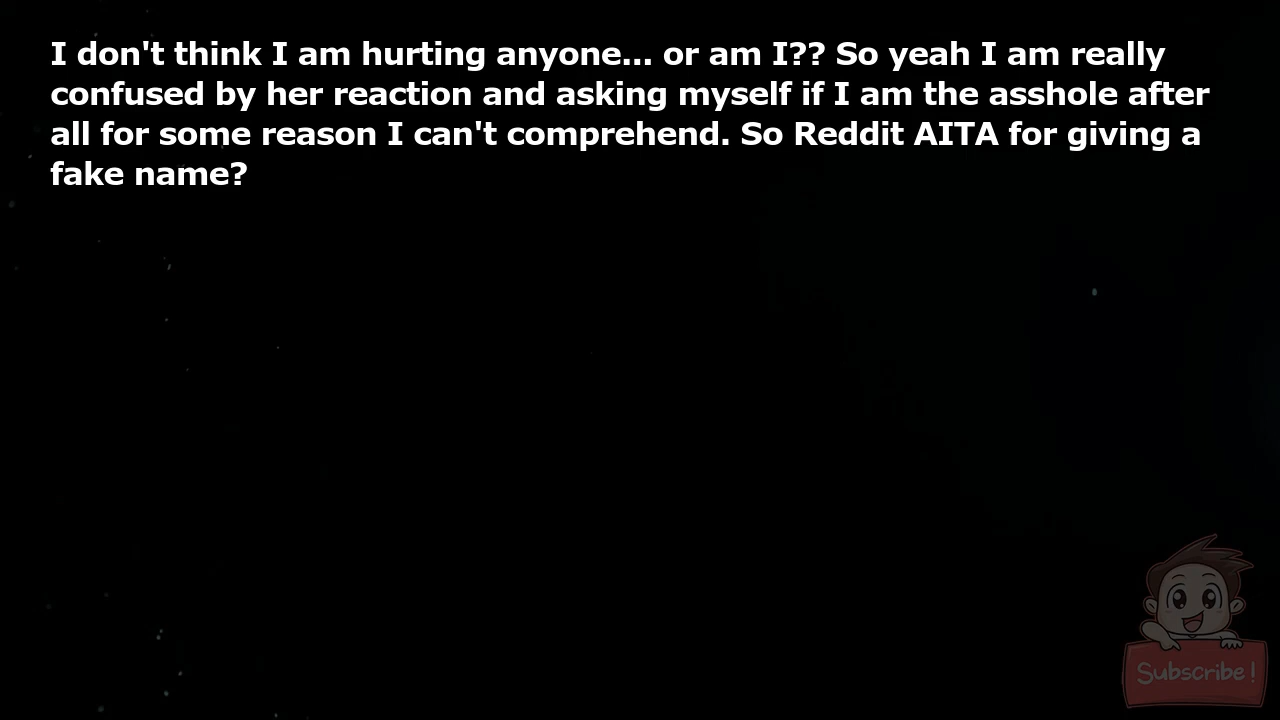 I don't think I am hurting anyone... or am I?? So yeah I am really
confused by her reaction and asking myself if I am the asshole after
all for some reason I can't comprehend. So Reddit AITA for giving a
fake name?
Subscribe!